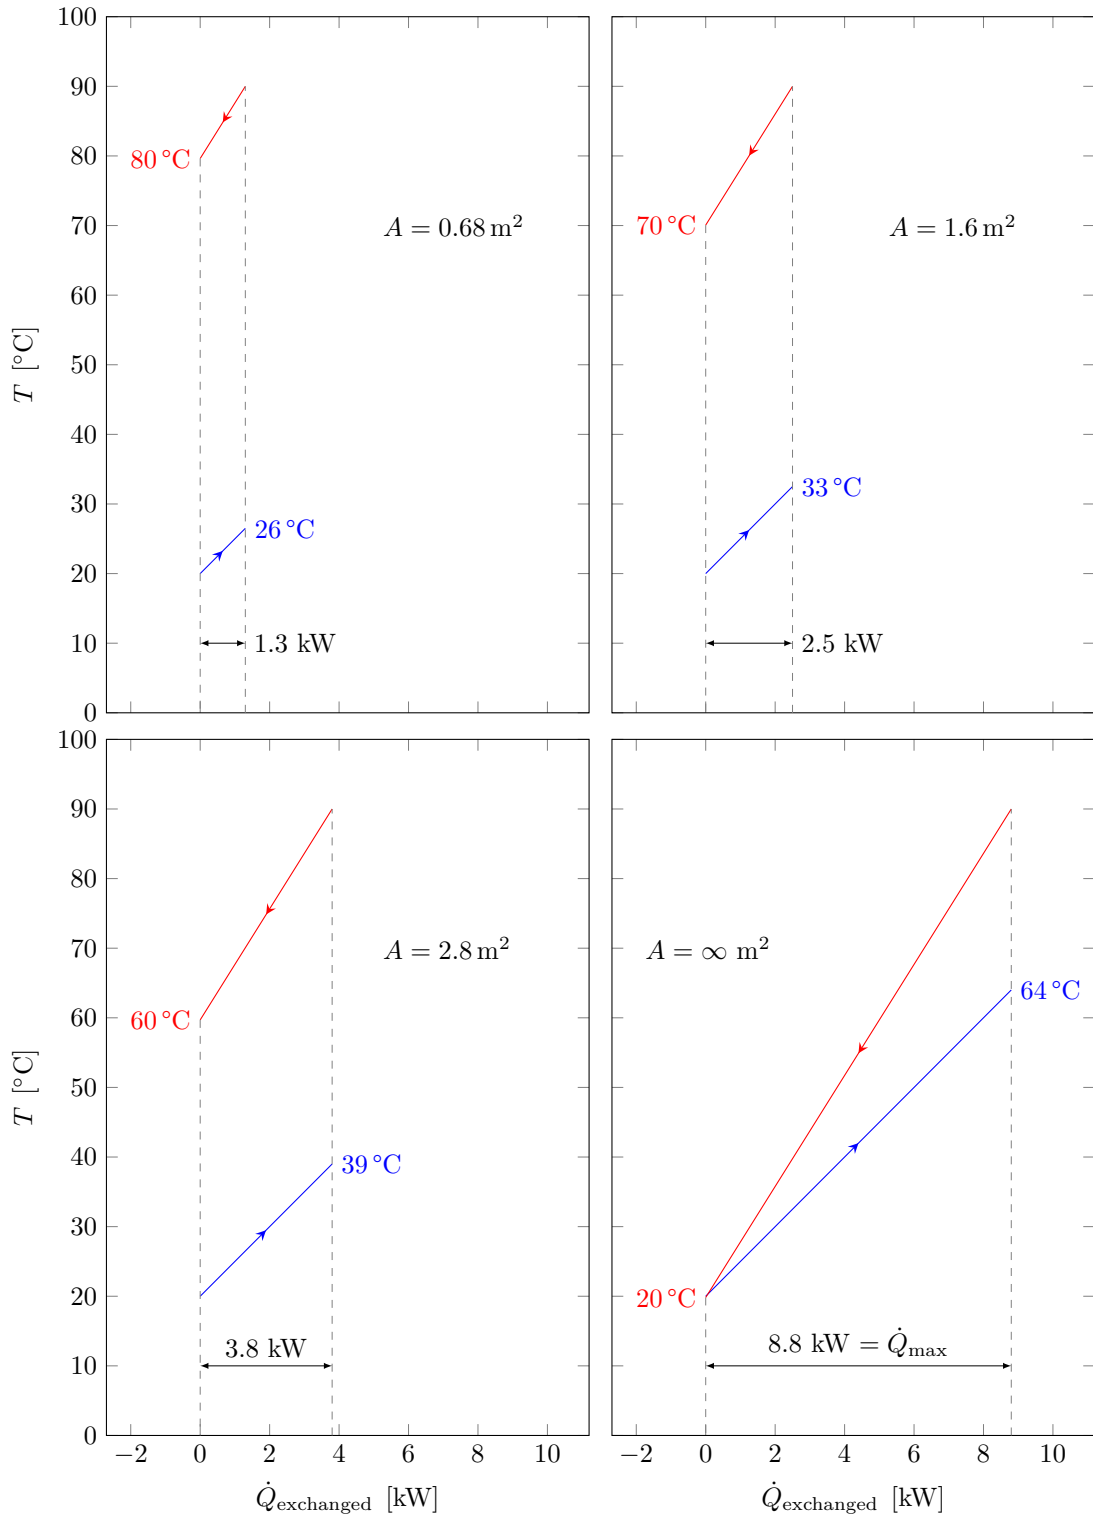 100
90
80
70
60
50
40
30
20
10
0
T [°C]
80 °C
A = 0.68 m²
26 °C
1.3 kW
70 °C
A = 1.6 m²
33 °C
2.5 kW
100
90
80
70
60
50
40
30
20
10
0
T [°C]
A = 2.8 m²
60 °C
39 °C
3.8 kW
−2 0 2 4 6 8 10
Q̇exchanged [kW]
A = ∞ m²
64 °C
20 °C
8.8 kW = Q̇max
−2 0 2 4 6 8 10
Q̇exchanged [kW]